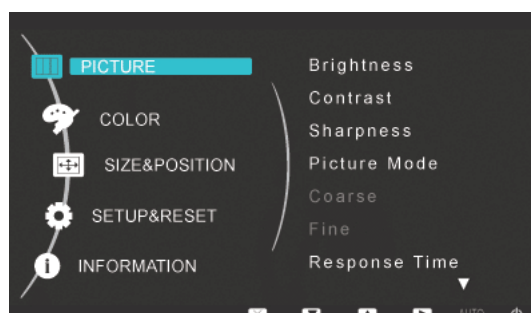 PICTURE
COLOR
SIZE&POSITION
SETUP&RESET
INFORMATION
Brightness
Contrast
Sharpness
Picture Mode
Coarse
Fine
Response Time
AUTO